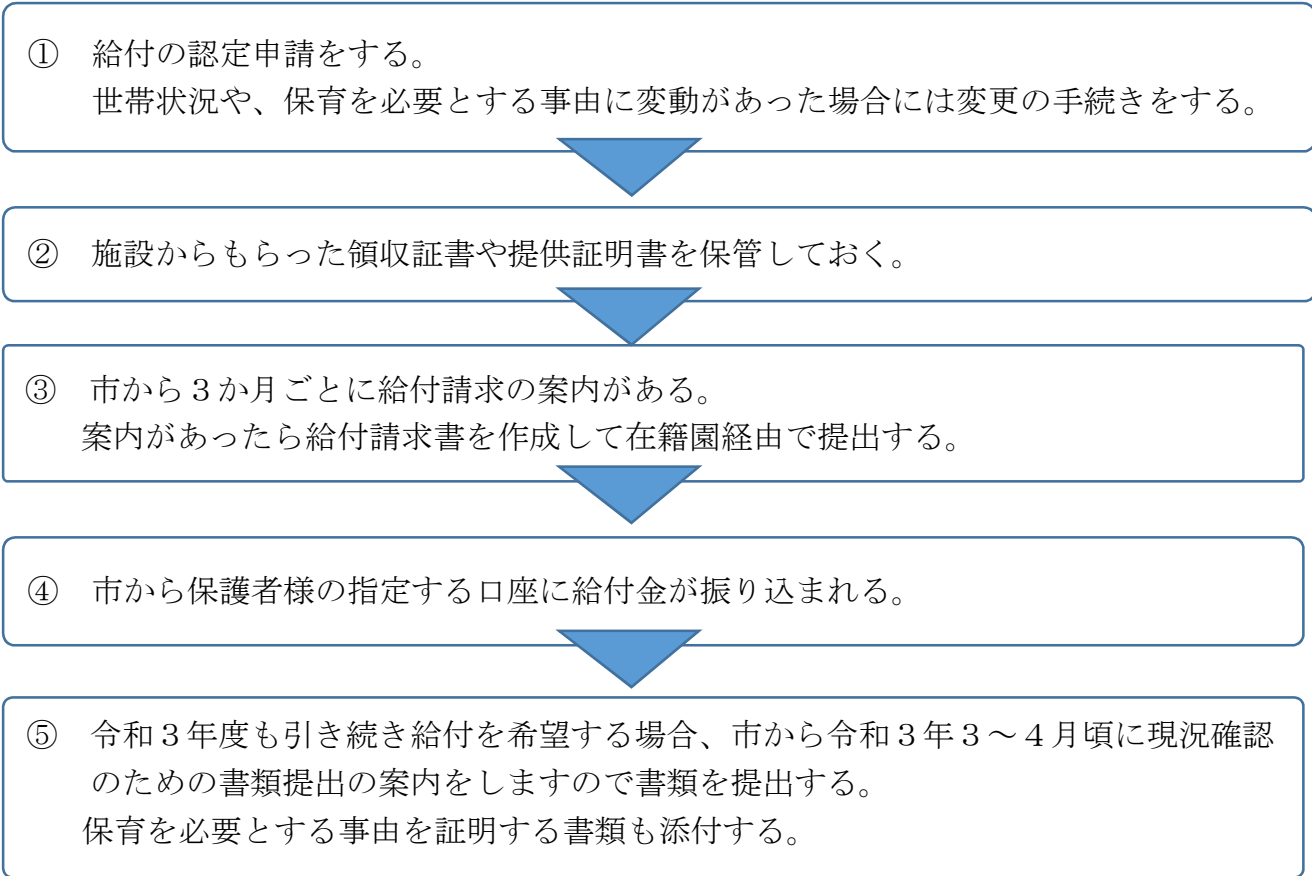 ① 給付の認定申請をする。
世帯状況や、保育を必要とする事由に変動があった場合には変更の手続きをする。
② 施設からもらった領収証書や提供証明書を保管しておく。
③ 市から３か月ごとに給付請求の案内がある。
案内があったら給付請求書を作成して在籍園経由で提出する。
④ 市から保護者様の指定する口座に給付金が振り込まれる。
⑤ 令和３年度も引き続き給付を希望する場合、市から令和３年３～４月頃に現況確認
のための書類提出の案内をしますので書類を提出する。
保育を必要とする事由を証明する書類も添付する。